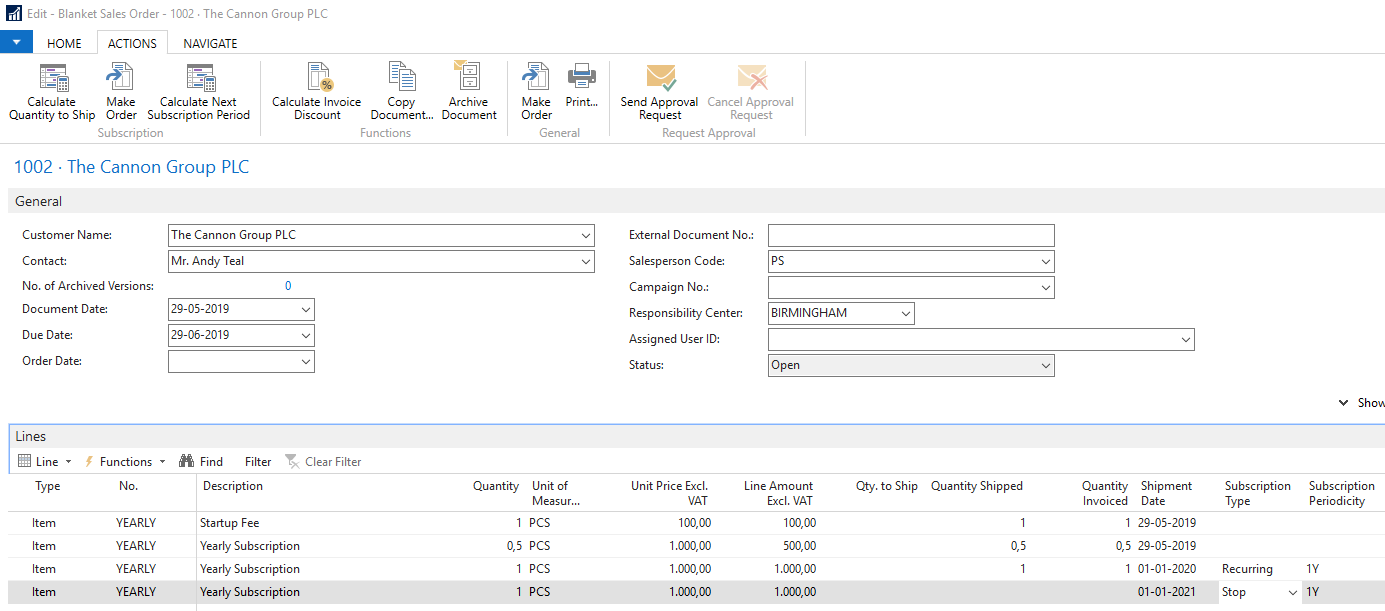 Edit - Blanket Sales Order - 1002 · The Cannon Group PLC
HOME ACTIONS NAVIGATE
Calculate Quantity to Ship
Make Order
Calculate Next Subscription Period
Calculate Invoice Discount
Copy Document...
Archive Document
Make Order
Print...
Send Approval Request
Cancel Approval Request
Subscription Functions General Request Approval
1002 · The Cannon Group PLC
General
Customer Name: The Cannon Group PLC
Contact: Mr. Andy Teal
No. of Archived Versions: 0
Document Date: 29-05-2019
Due Date: 29-06-2019
Order Date:
External Document No.:
Salesperson Code: PS
Campaign No.:
Responsibility Center: BIRMINGHAM
Assigned User ID:
Status: Open
Show
Lines
Line Functions Find Filter Clear Filter
Type No. Description Quantity Unit of Measur... Unit Price Excl. VAT Line Amount Excl. VAT Qty. to Ship Quantity Shipped Quantity Invoiced Shipment Date Subscription Type Subscription Periodicity
Item YEARLY Startup Fee 1 PCS 100,00 100,00 1 1 29-05-2019
Item YEARLY Yearly Subscription 0,5 PCS 1.000,00 500,00 0,5 0,5 29-05-2019
Item YEARLY Yearly Subscription 1 PCS 1.000,00 1.000,00 1 1 01-01-2020 Recurring 1Y
Item YEARLY Yearly Subscription 1 PCS 1.000,00 1.000,00 01-01-2021 Stop 1Y